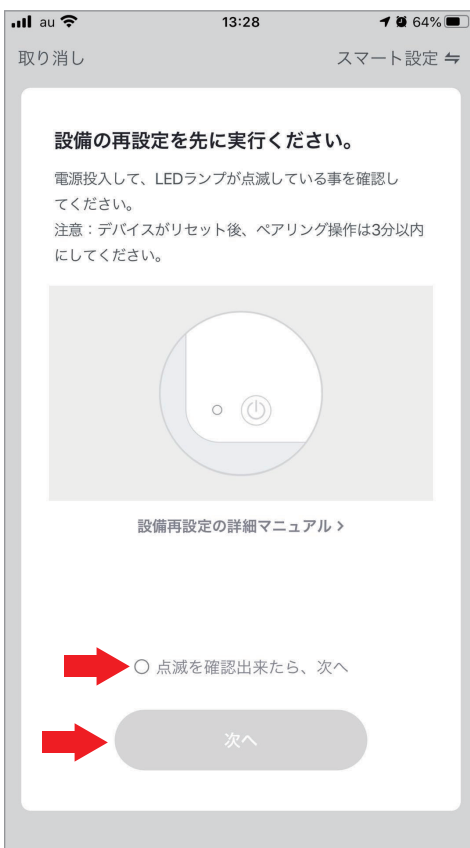 au 13:28 64%
取り消し スマート設定 ⇋
設備の再設定を先に実行ください。
電源投入して、LEDランプが点滅している事を確認し
てください。
注意：デバイスがリセット後、ペアリング操作は3分以内
にしてください。
設備再設定の詳細マニュアル >
点滅を確認出来たら、次へ
次へ